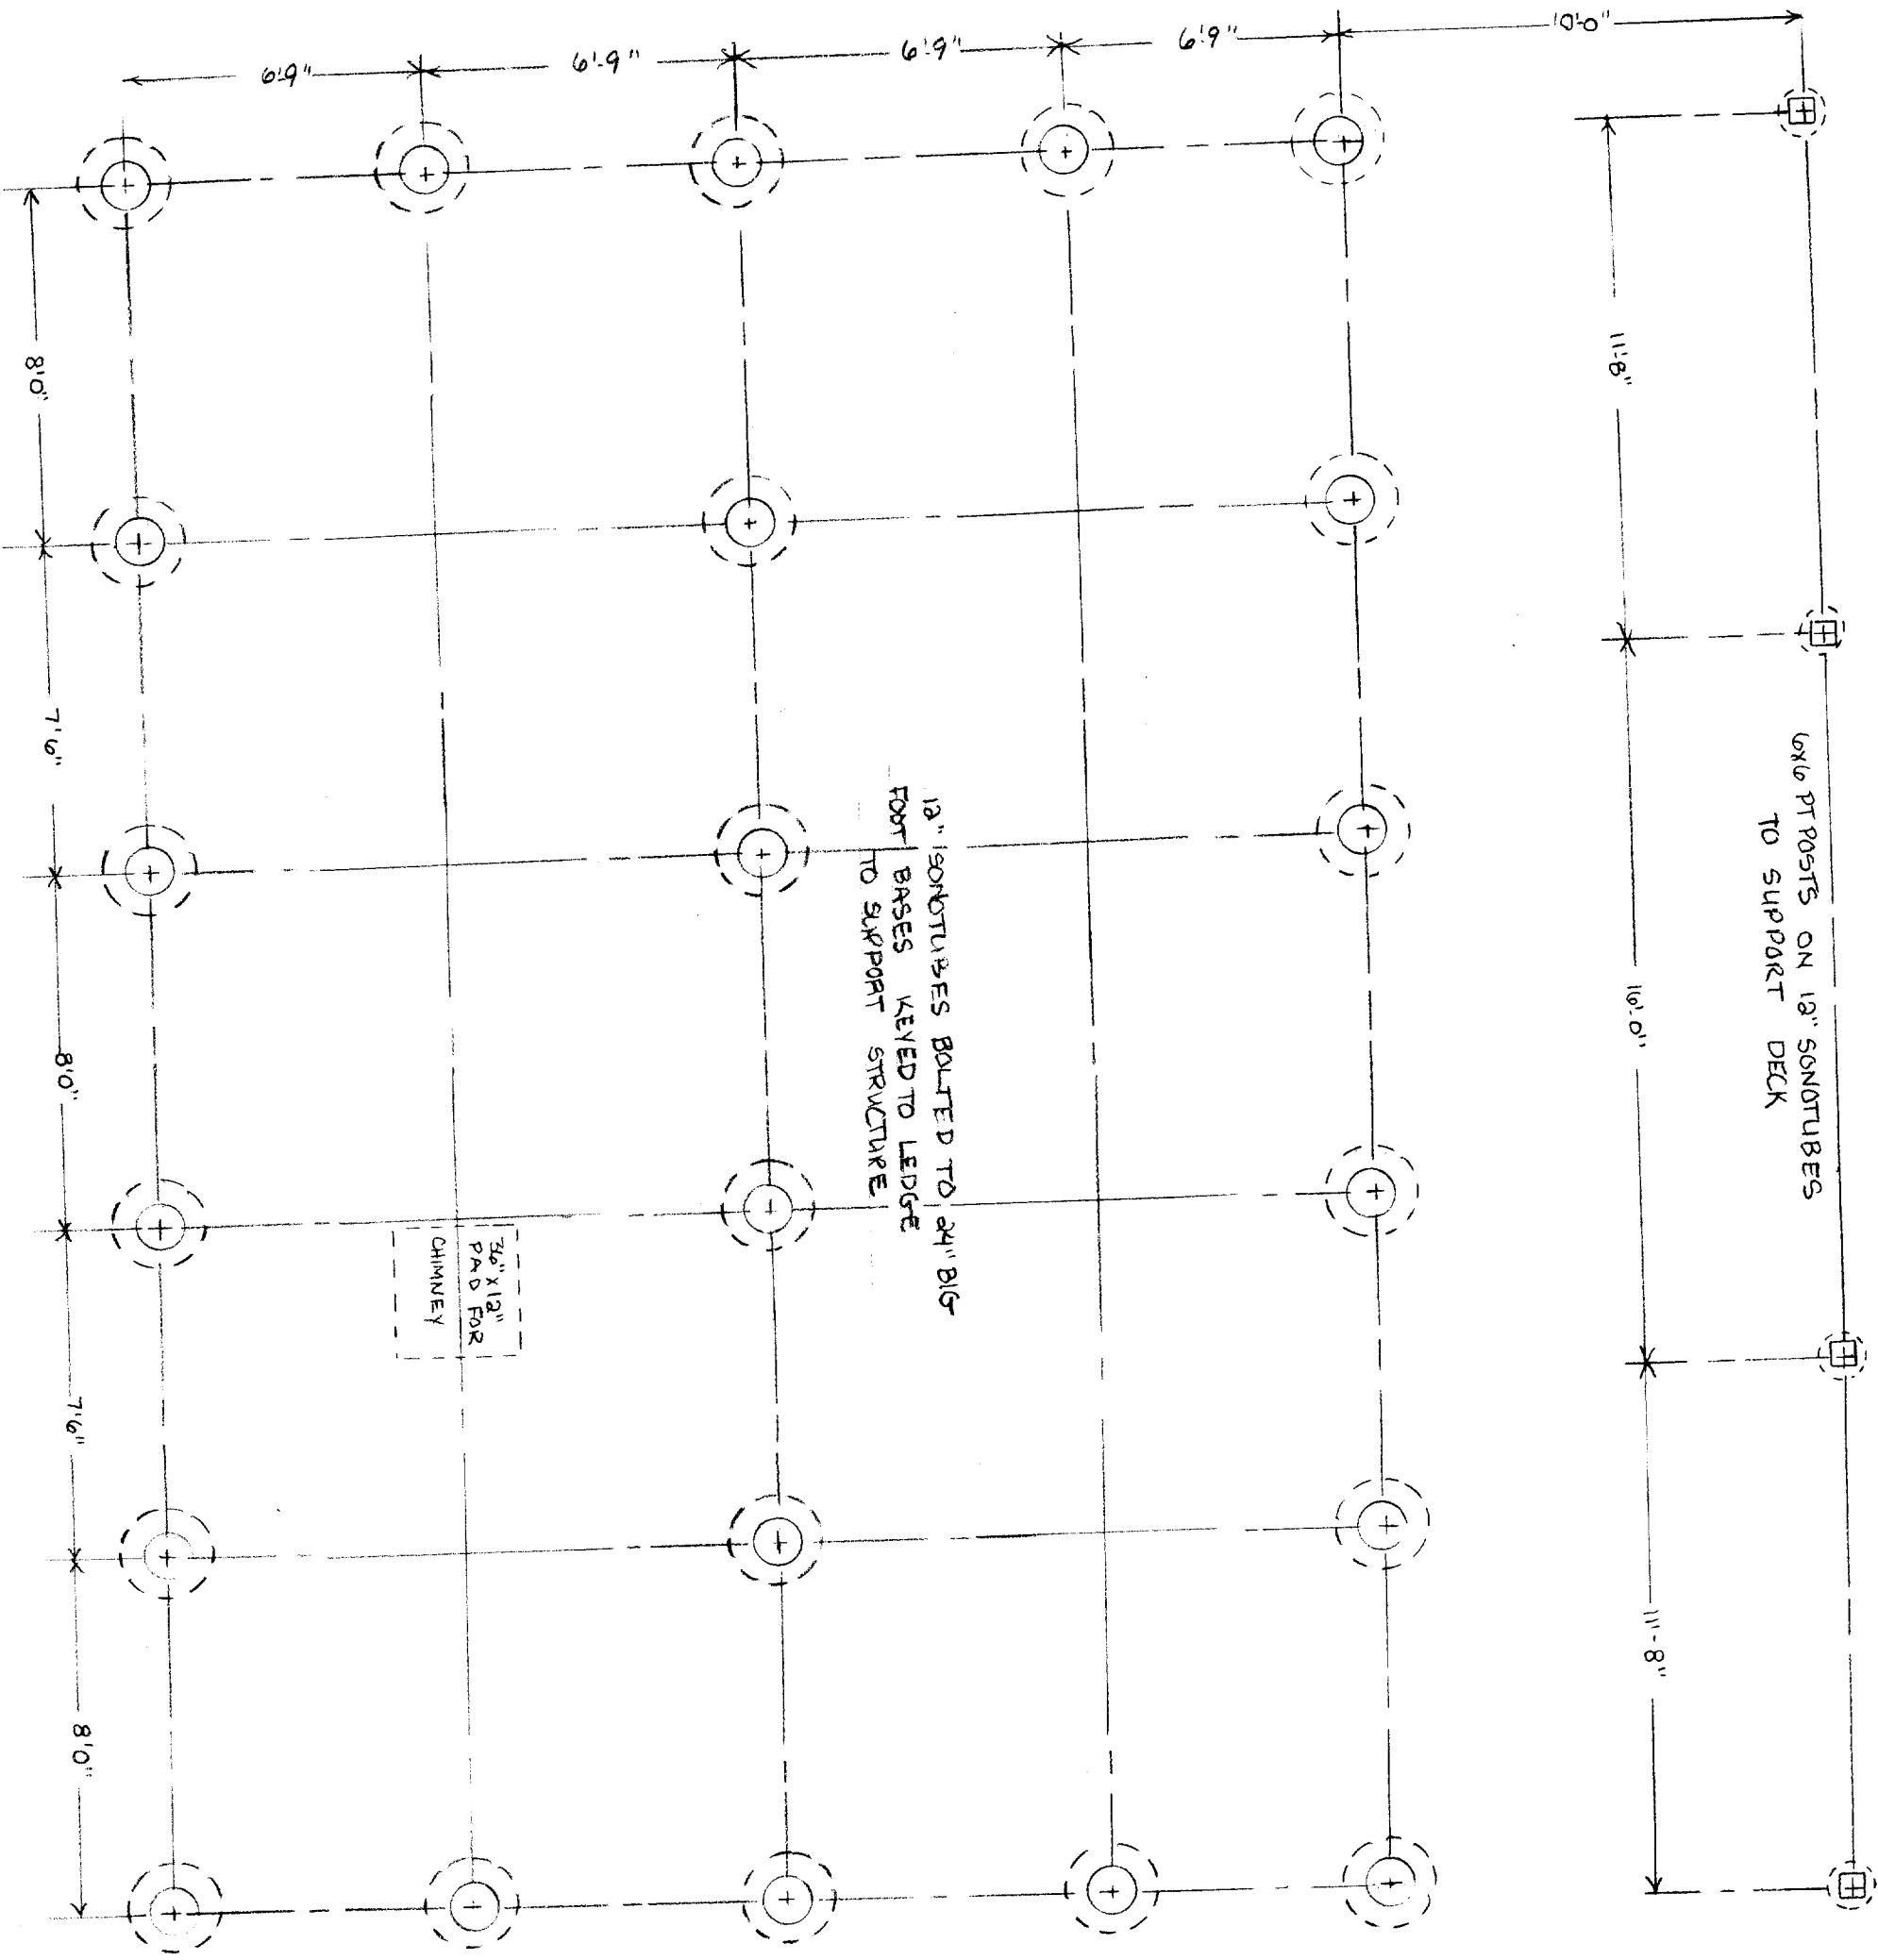 6'-9"
6'-9"
6'-9"
6'-9"
10'-0"
11'-8"
16'-0"
11'-8"
6X6 PT POSTS ON 12" SONOTUBES
TO SUPPORT DECK
12" SONOTUBES BOLTED TO 24" BIG
FOOT BASES KEYED TO LEDGE
TO SUPPORT STRUCTURE
36" X 12"
PAD FOR
CHIMNEY
8'0"
7'6"
8'0"
7'6"
8'0"